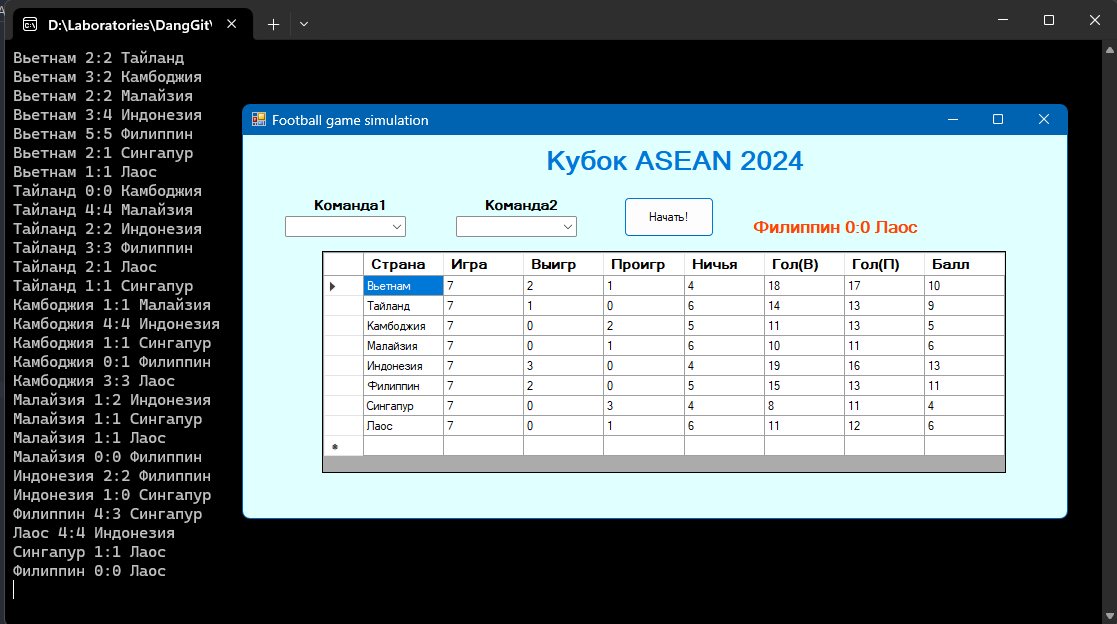 D:\Laboratories\DangGit\
Вьетнам 2:2 Тайланд
Вьетнам 3:2 Камбоджия
Вьетнам 2:2 Малайзия
Вьетнам 3:4 Индонезия
Вьетнам 5:5 Филиппин
Вьетнам 2:1 Сингапур
Вьетнам 1:1 Лаос
Тайланд 0:0 Камбоджия
Тайланд 4:4 Малайзия
Тайланд 2:2 Индонезия
Тайланд 3:3 Филиппин
Тайланд 2:1 Лаос
Тайланд 1:1 Сингапур
Камбоджия 1:1 Малайзия
Камбоджия 4:4 Индонезия
Камбоджия 1:1 Сингапур
Камбоджия 0:1 Филиппин
Камбоджия 3:3 Лаос
Малайзия 1:2 Индонезия
Малайзия 1:1 Сингапур
Малайзия 1:1 Лаос
Малайзия 0:0 Филиппин
Индонезия 2:2 Филиппин
Индонезия 1:0 Сингапур
Филиппин 4:3 Сингапур
Лаос 4:4 Индонезия
Сингапур 1:1 Лаос
Филиппин 0:0 Лаос
Football game simulation
Кубок ASEAN 2024
Команда1 Команда2 Начать!
Филиппин 0:0 Лаос
Страна Игра Выигр Проигр Ничья Гол(В) Гол(П) Балл
Вьетнам 7 2 1 4 18 17 10
Тайланд 7 1 0 6 14 13 9
Камбоджия 7 0 2 5 11 13 5
Малайзия 7 0 1 6 10 11 6
Индонезия 7 3 0 4 19 16 13
Филиппин 7 2 0 5 15 13 11
Сингапур 7 0 3 4 8 11 4
Лаос 7 0 1 6 11 12 6